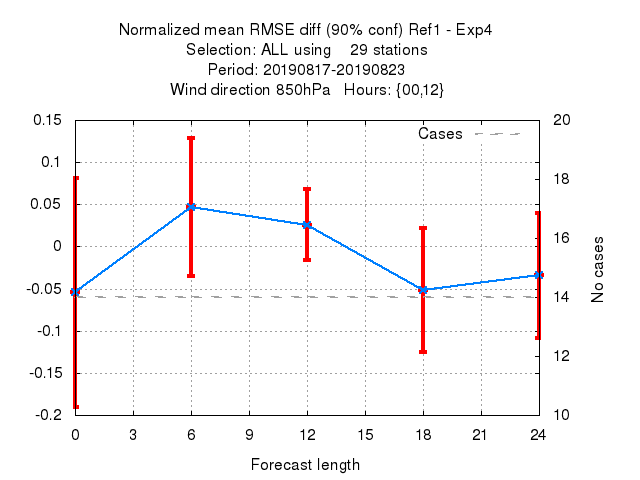 Normalized mean RMSE diff (90% conf) Ref1 - Exp4
Selection: ALL using    29 stations
Period: 20190817-20190823
Wind direction 850hPa   Hours: {00,12}
Cases
0.15
0.1
0.05
0
-0.05
-0.1
-0.15
-0.2
20
18
16
14
12
10
No cases
0 3 6 9 12 15 18 21 24
Forecast length